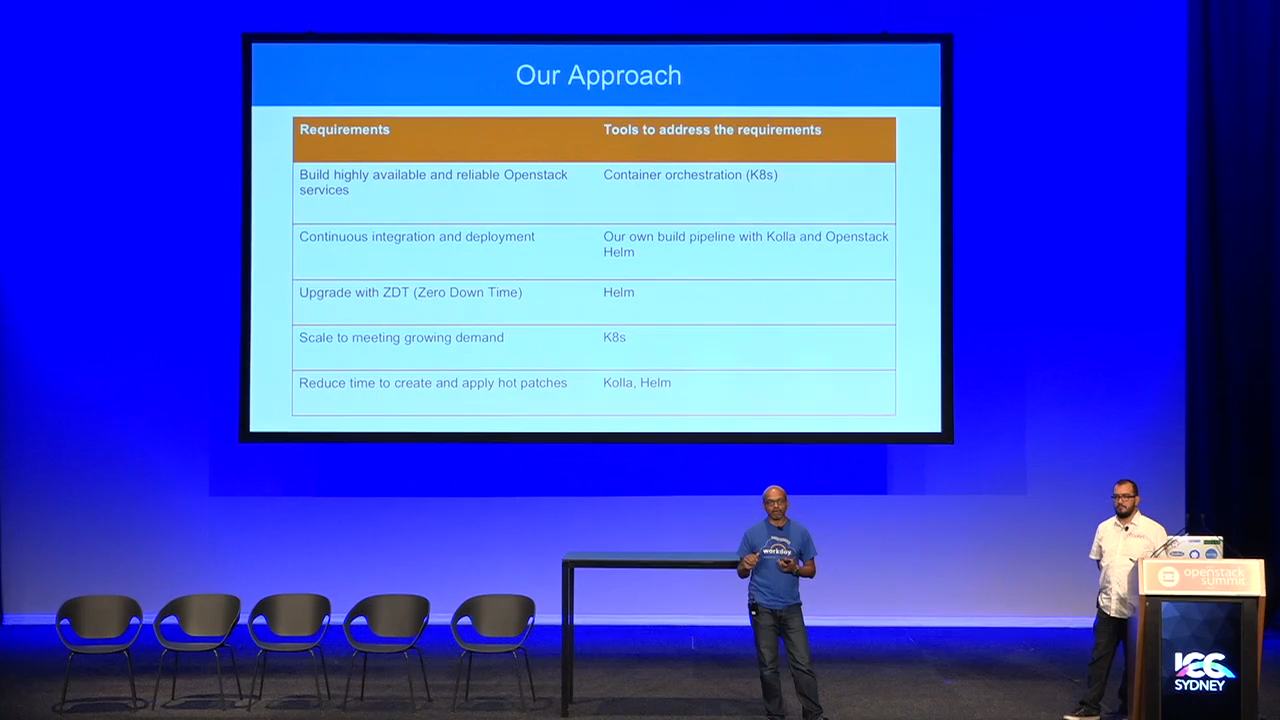 Our Approach
Requirements
Tools to address the requirements
Build highly available and reliable Openstack
services
Container orchestration (K8s)
Continuous integration and deployment
Our own build pipeline with Kolla and Openstack
Helm
Upgrade with ZDT (Zero Down Time)
Helm
Scale to meeting growing demand
K8s
Reduce time to create and apply hot patches
Kolla, Helm
workday
openstack
summit
ICC
SYDNEY